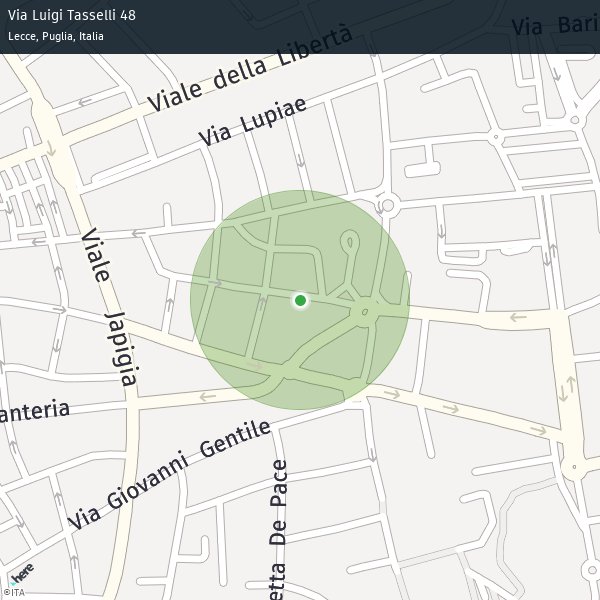 Via Luigi Tasselli 48
Lecce, Puglia, Italia
Via Bari
Viale della Libertà
Via Lupiae
Viale Japigia
anteria
Via Giovanni Gentile
etta De Pace
here
©ITA